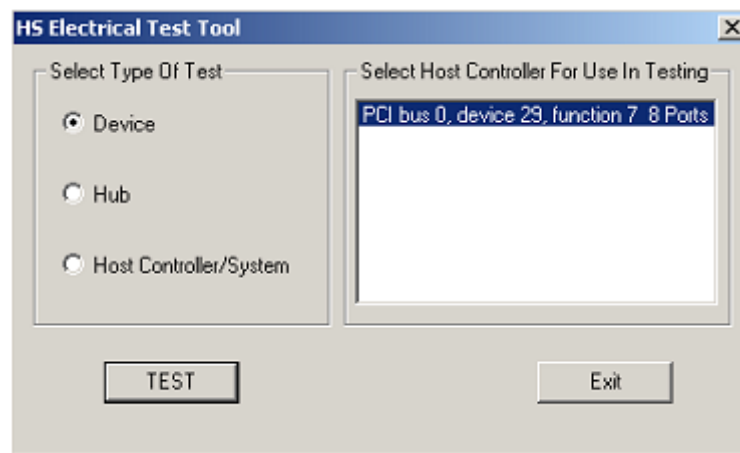 HS Electrical Test Tool
Select Type Of Test
Device
Hub
Host Controller/System
Select Host Controller For Use In Testing
PCI bus 0, device 29, function 7 8 Ports
TEST
Exit